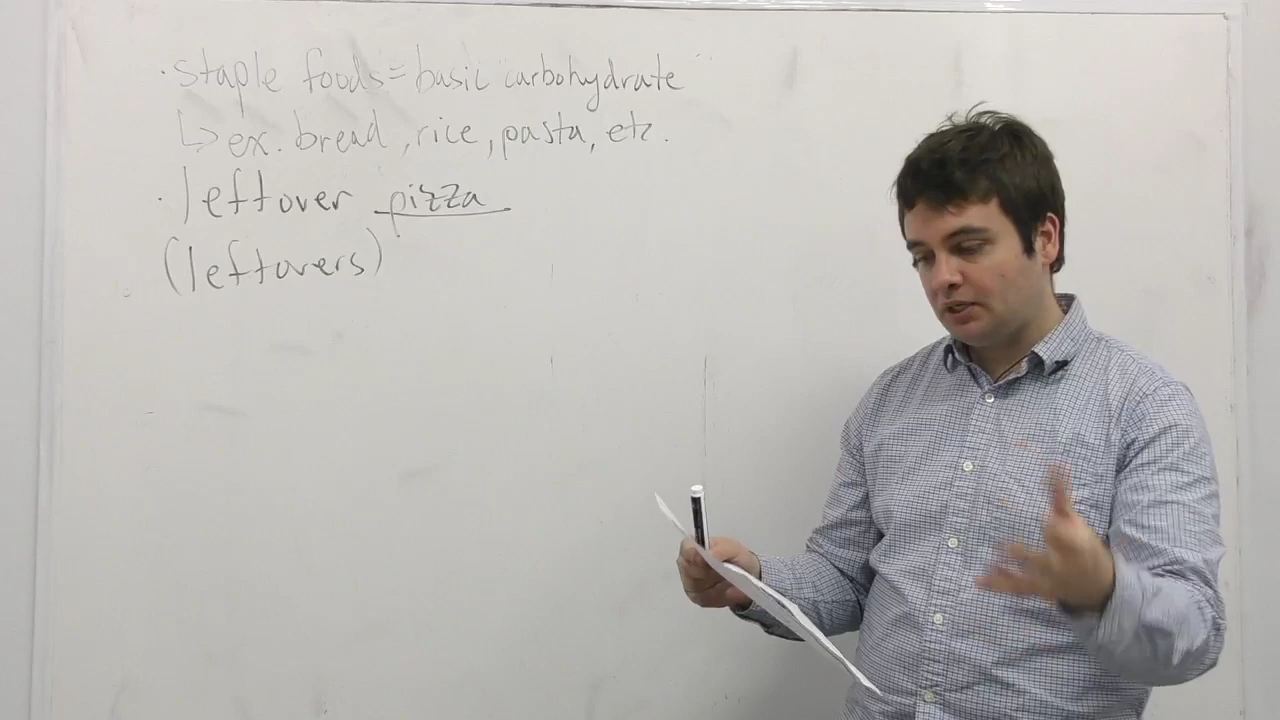 · staple foods = basic "carbohydrate"
↳ ex. bread, rice, pasta, etc.
· leftover pizza
(leftovers)